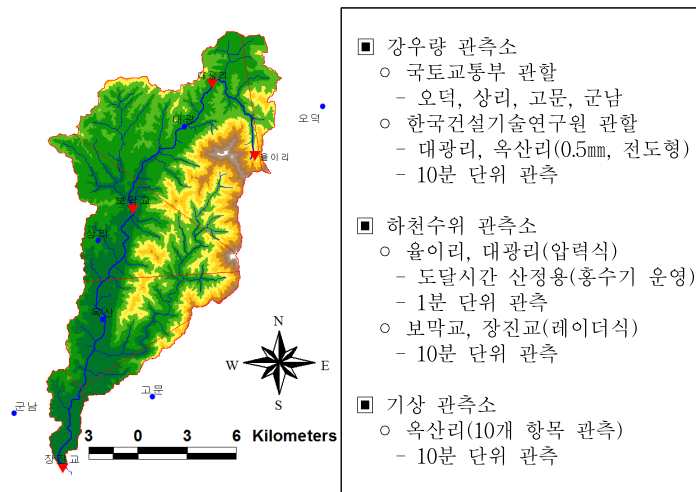 대광리
오덕
대광
율이리
보막교
상리
옥산
N
W E
S
고문
군남
3 0 3 6 Kilometers
장진교
▣ 강우량 관측소
○ 국토교통부 관할
- 오덕, 상리, 고문, 군남
○ 한국건설기술연구원 관할
- 대광리, 옥산리(0.5㎜, 전도형)
- 10분 단위 관측
▣ 하천수위 관측소
○ 율이리, 대광리(압력식)
- 도달시간 산정용(홍수기 운영)
- 1분 단위 관측
○ 보막교, 장진교(레이더식)
- 10분 단위 관측
▣ 기상 관측소
○ 옥산리(10개 항목 관측)
- 10분 단위 관측